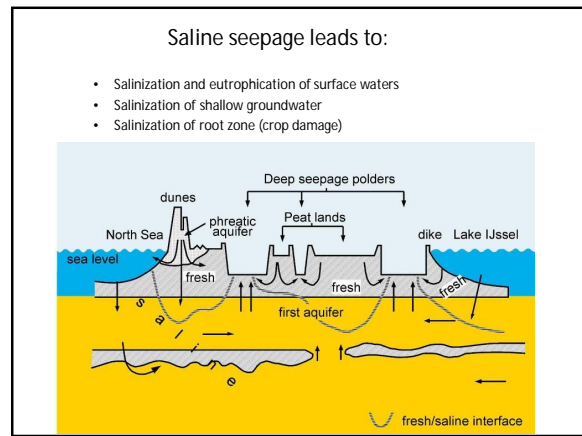 Saline seepage leads to:
• Salinization and eutrophication of surface waters
• Salinization of shallow groundwater
• Salinization of root zone (crop damage)
Deep seepage polders
dunes
phreatic
aquifer
Peat lands
North Sea
dike
Lake IJssel
sea level
fresh
fresh
fresh
first aquifer
saline
fresh/saline interface